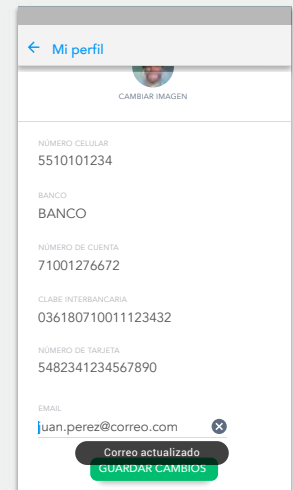 Mi perfil
CAMBIAR IMAGEN
NÚMERO CELULAR
5510101234
BANCO
BANCO
NÚMERO DE CUENTA
71001276672
CLABE INTERBANCARIA
036180710011123432
NÚMERO DE TARJETA
5482341234567890
EMAIL
juan.perez@correo.com
Correo actualizado
GUARDAR CAMBIOS